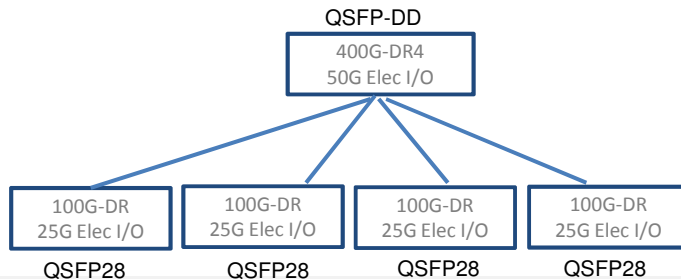 QSFP-DD
400G-DR4
50G Elec I/O
100G-DR
25G Elec I/O
100G-DR
25G Elec I/O
100G-DR
25G Elec I/O
100G-DR
25G Elec I/O
QSFP28
QSFP28
QSFP28
QSFP28